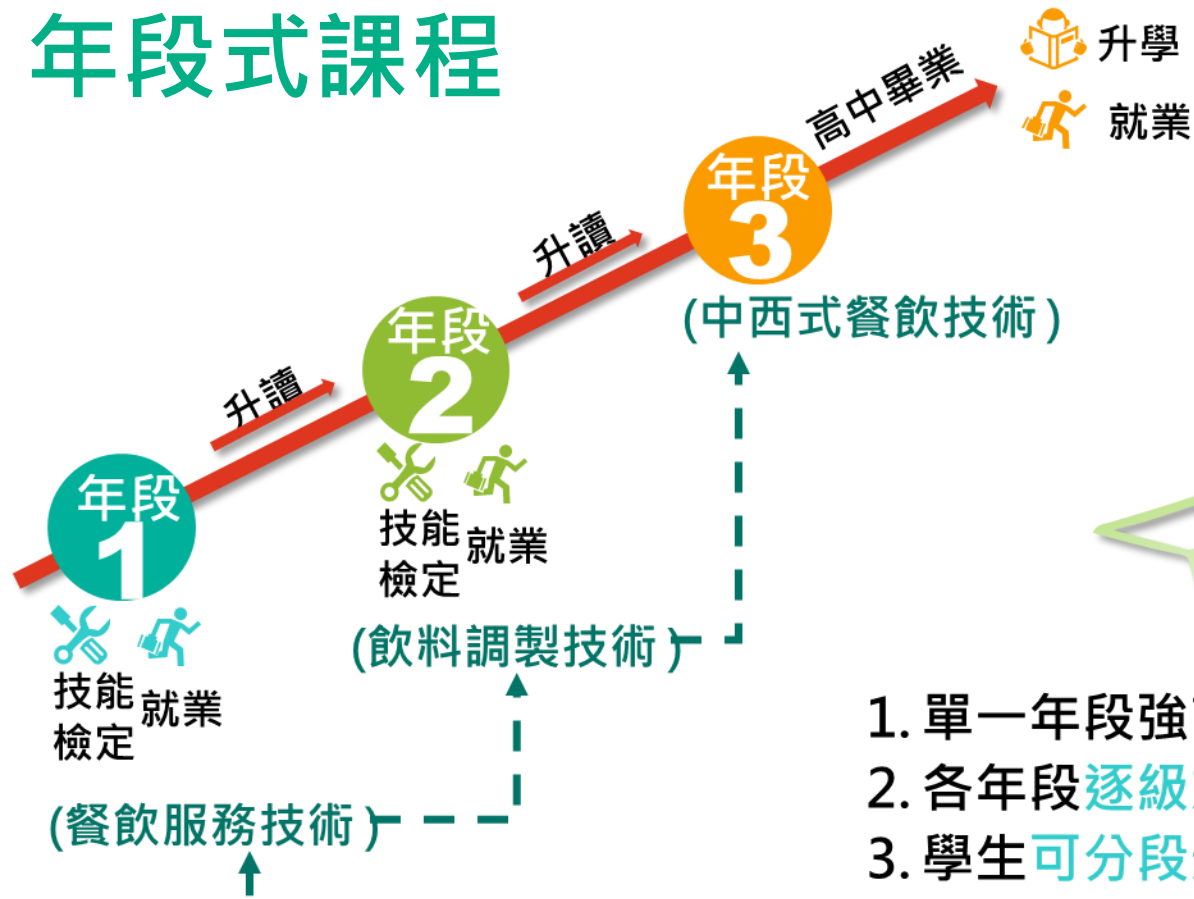 年段式課程
升學
就業
高中畢業
年段
3
升讀
(中西式餐飲技術)
年段
2
升讀
技能
檢定
就業
(飲料調製技術)
年段
1
技能
檢定
就業
(餐飲服務技術)
1. 單一年段強
2. 各年段逐級
3. 學生可分段